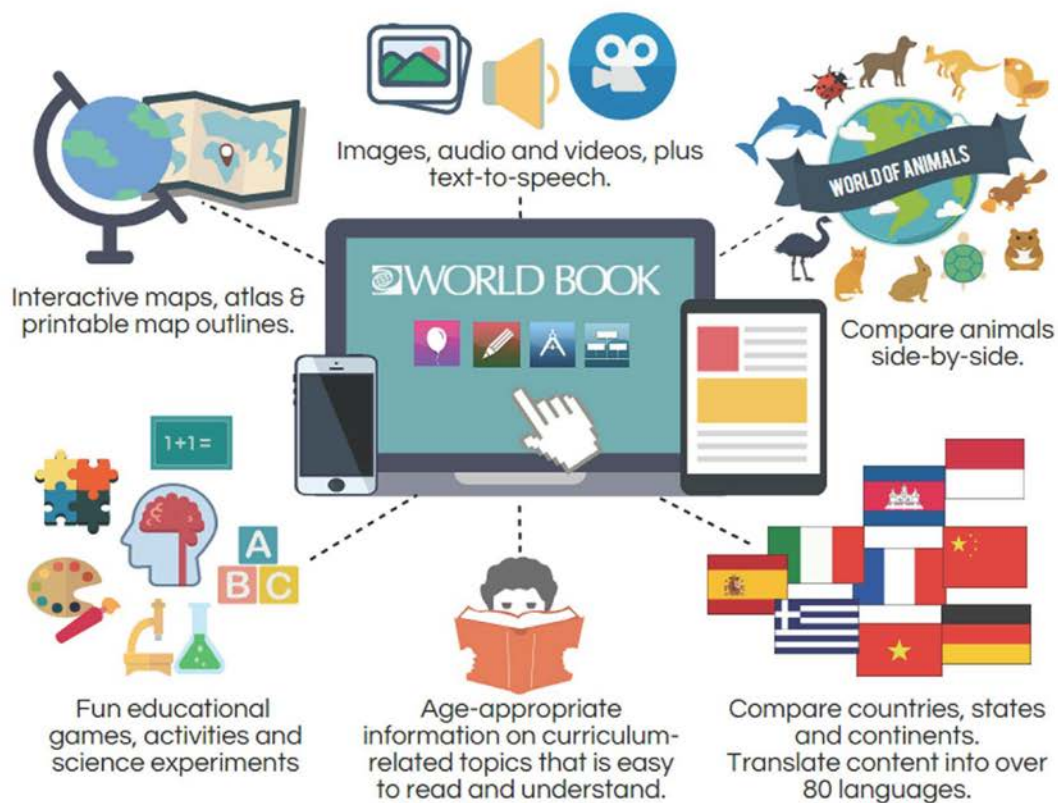 Images, audio and videos, plus
text-to-speech.
WORLD OF ANIMALS
Interactive maps, atlas &
printable map outlines.
WORLD BOOK
Compare animals
side-by-side.
1+1=
A
B C
Fun educational
games, activities and
science experiments
Age-appropriate
information on curriculum-
related topics that is easy
to read and understand.
Compare countries, states
and continents.
Translate content into over
80 languages.